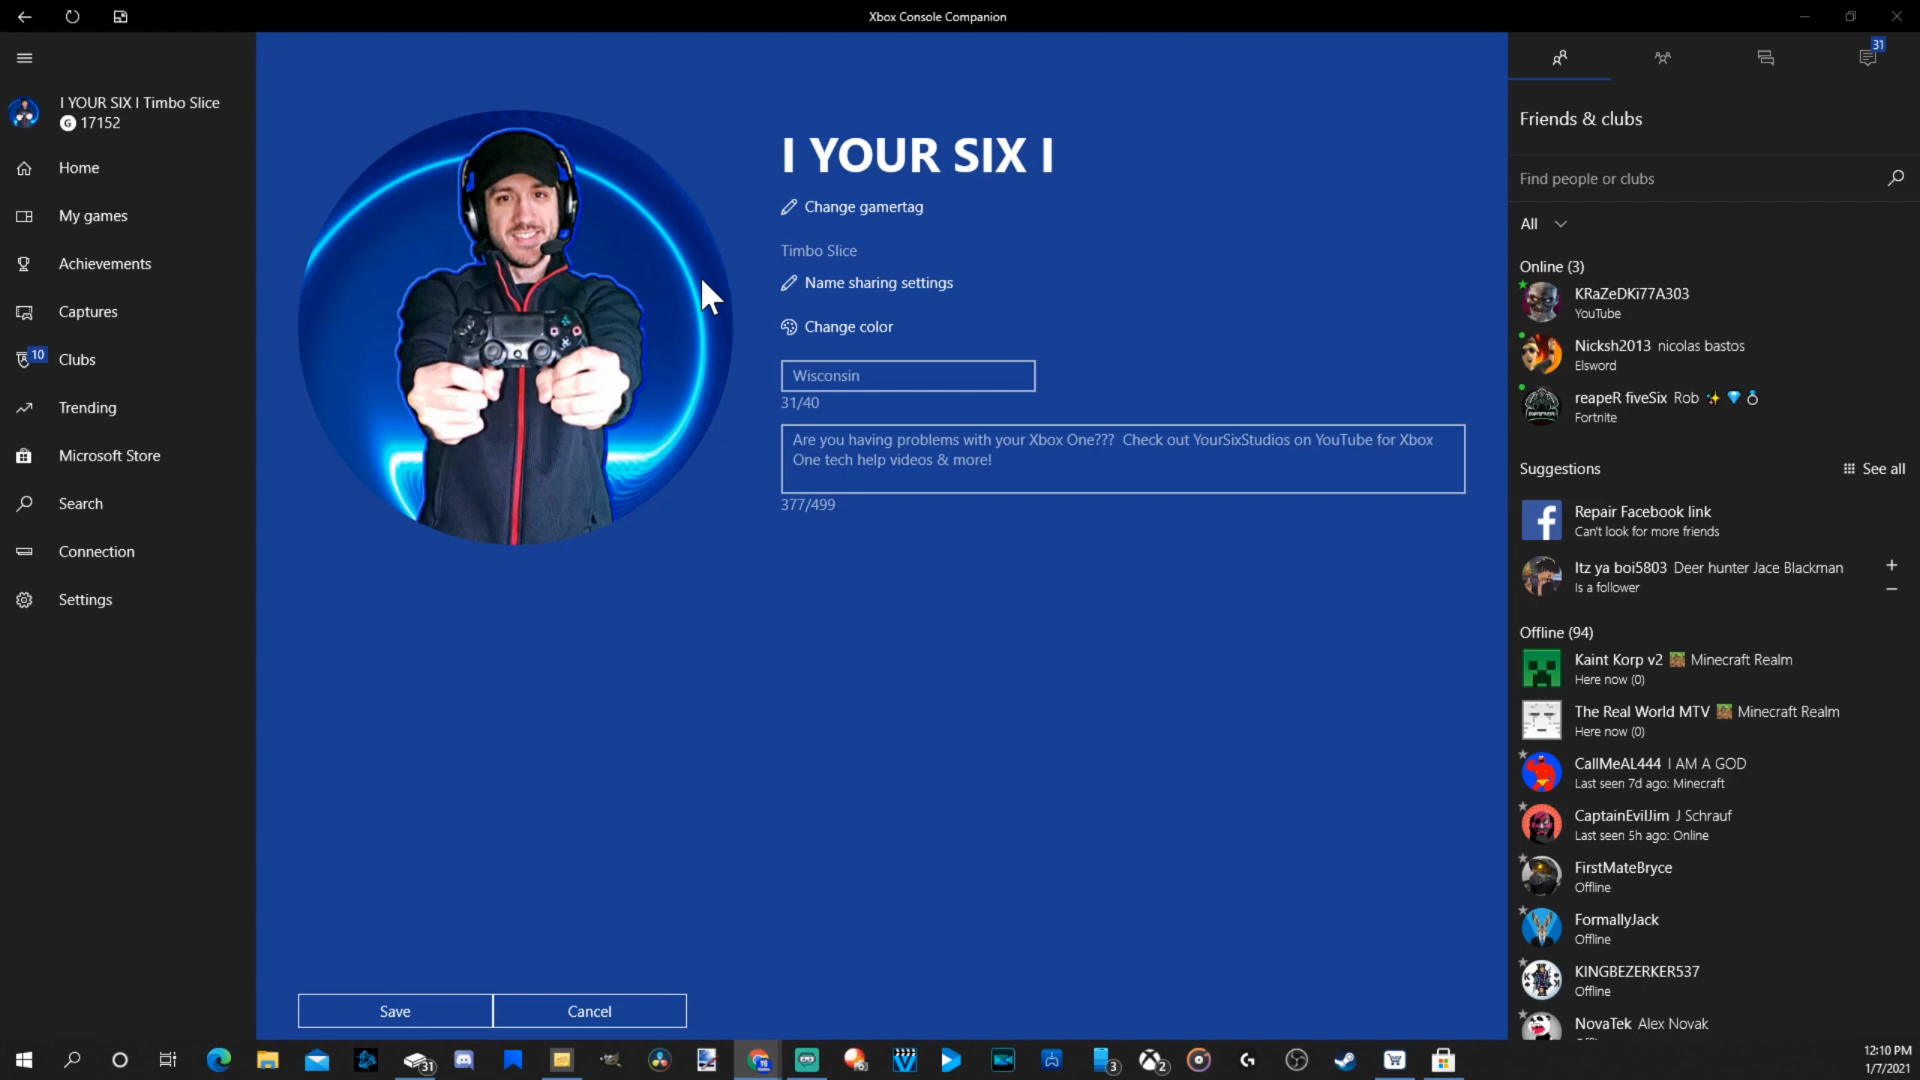 Xbox Console Companion
I YOUR SIX I Timbo Slice
G 17152
Home
My games
Achievements
Captures
10
Clubs
Trending
Microsoft Store
Search
Connection
Settings
I YOUR SIX I
Change gamertag
Timbo Slice
Name sharing settings
Change color
Wisconsin
31/40
Are you having problems with your Xbox One??? Check out YourSixStudios on YouTube for Xbox
One tech help videos & more!
377/499
Save
Cancel
31
Friends & clubs
Find people or clubs
All
Online (3)
KRaZeDKi77A303
YouTube
Nicksh2013 nicolas bastos
Elsword
reapeR fiveSix Rob ✨ 💎 💍
Fortnite
Suggestions
See all
Repair Facebook link
Can't look for more friends
Itz ya boi5803 Deer hunter Jace Blackman
Is a follower
Offline (94)
Kaint Korp v2 Minecraft Realm
Here now (0)
The Real World MTV Minecraft Realm
Here now (0)
CallMeAL444 I AM A GOD
Last seen 7d ago: Minecraft
CaptainEvilJim J Schrauf
Last seen 5h ago: Online
FirstMateBryce
Offline
FormallyJack
Offline
KINGBEZERKER537
Offline
NovaTek Alex Novak
31
3
2
12:10 PM
1/7/2021